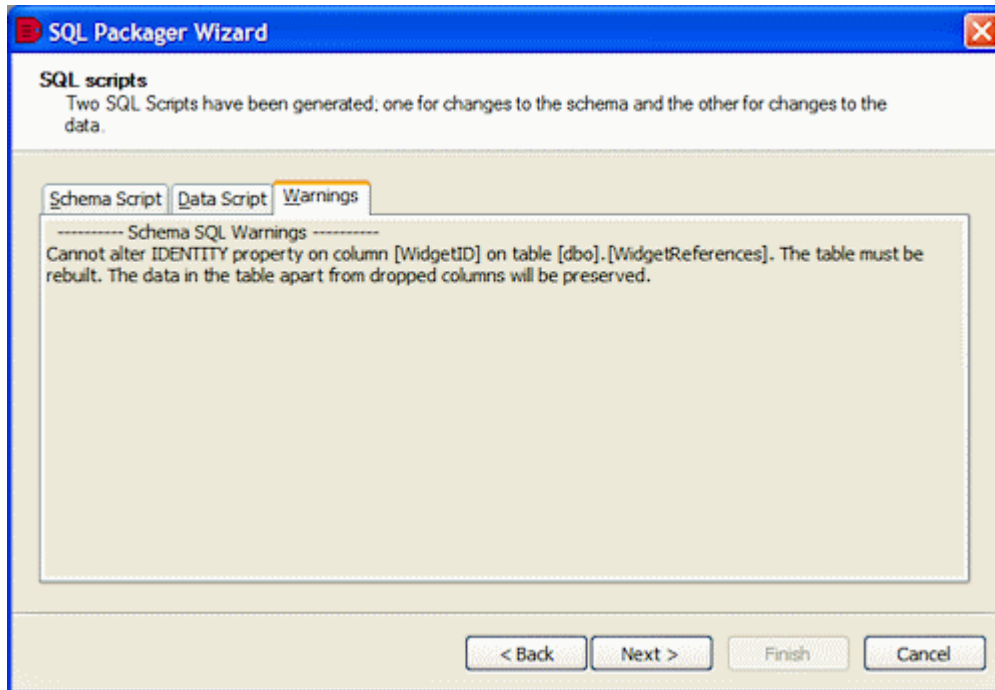 SQL Packager Wizard
SQL scripts
Two SQL Scripts have been generated; one for changes to the schema and the other for changes to the
data.
Schema Script Data Script Warnings
---------- Schema SQL Warnings ----------
Cannot alter IDENTITY property on column [WidgetID] on table [dbo].[WidgetReferences]. The table must be
rebuilt. The data in the table apart from dropped columns will be preserved.
< Back Next > Finish Cancel